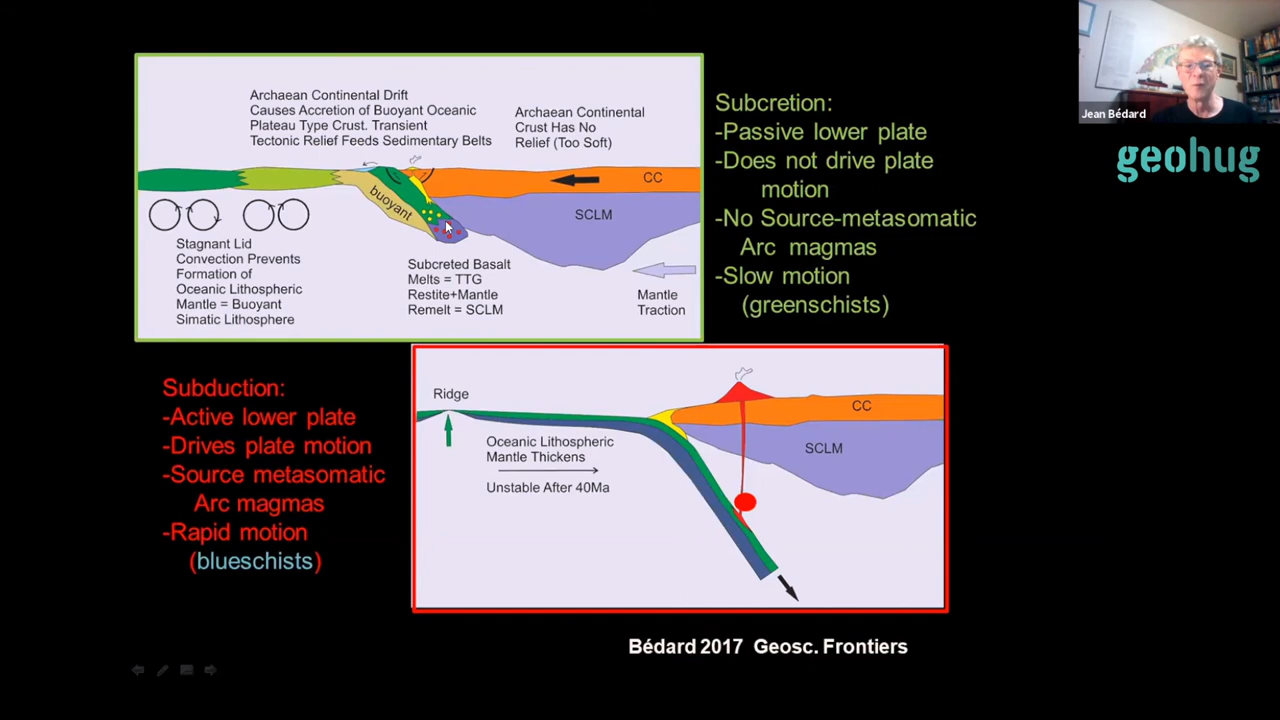 Archaean Continental Drift
Causes Accretion of Buoyant Oceanic
Plateau Type Crust. Transient
Tectonic Relief Feeds Sedimentary Belts
Archaean Continental
Crust Has No
Relief (Too Soft)
CC
buoyant
SCLM
Stagnant Lid
Convection Prevents
Formation of
Oceanic Lithospheric
Mantle = Buoyant
Simatic Lithosphere
Subcreted Basalt
Melts = TTG
Restite+Mantle
Remelt = SCLM
Mantle
Traction
Subcretion:
-Passive lower plate
-Does not drive plate
motion
-No Source-metasomatic
Arc magmas
-Slow motion
(greenschists)
Jean Bédard
geohug
Subduction:
-Active lower plate
-Drives plate motion
-Source metasomatic
Arc magmas
-Rapid motion
(blueschists)
Ridge
Oceanic Lithospheric
Mantle Thickens
Unstable After 40Ma
CC
SCLM
Bédard 2017 Geosc. Frontiers